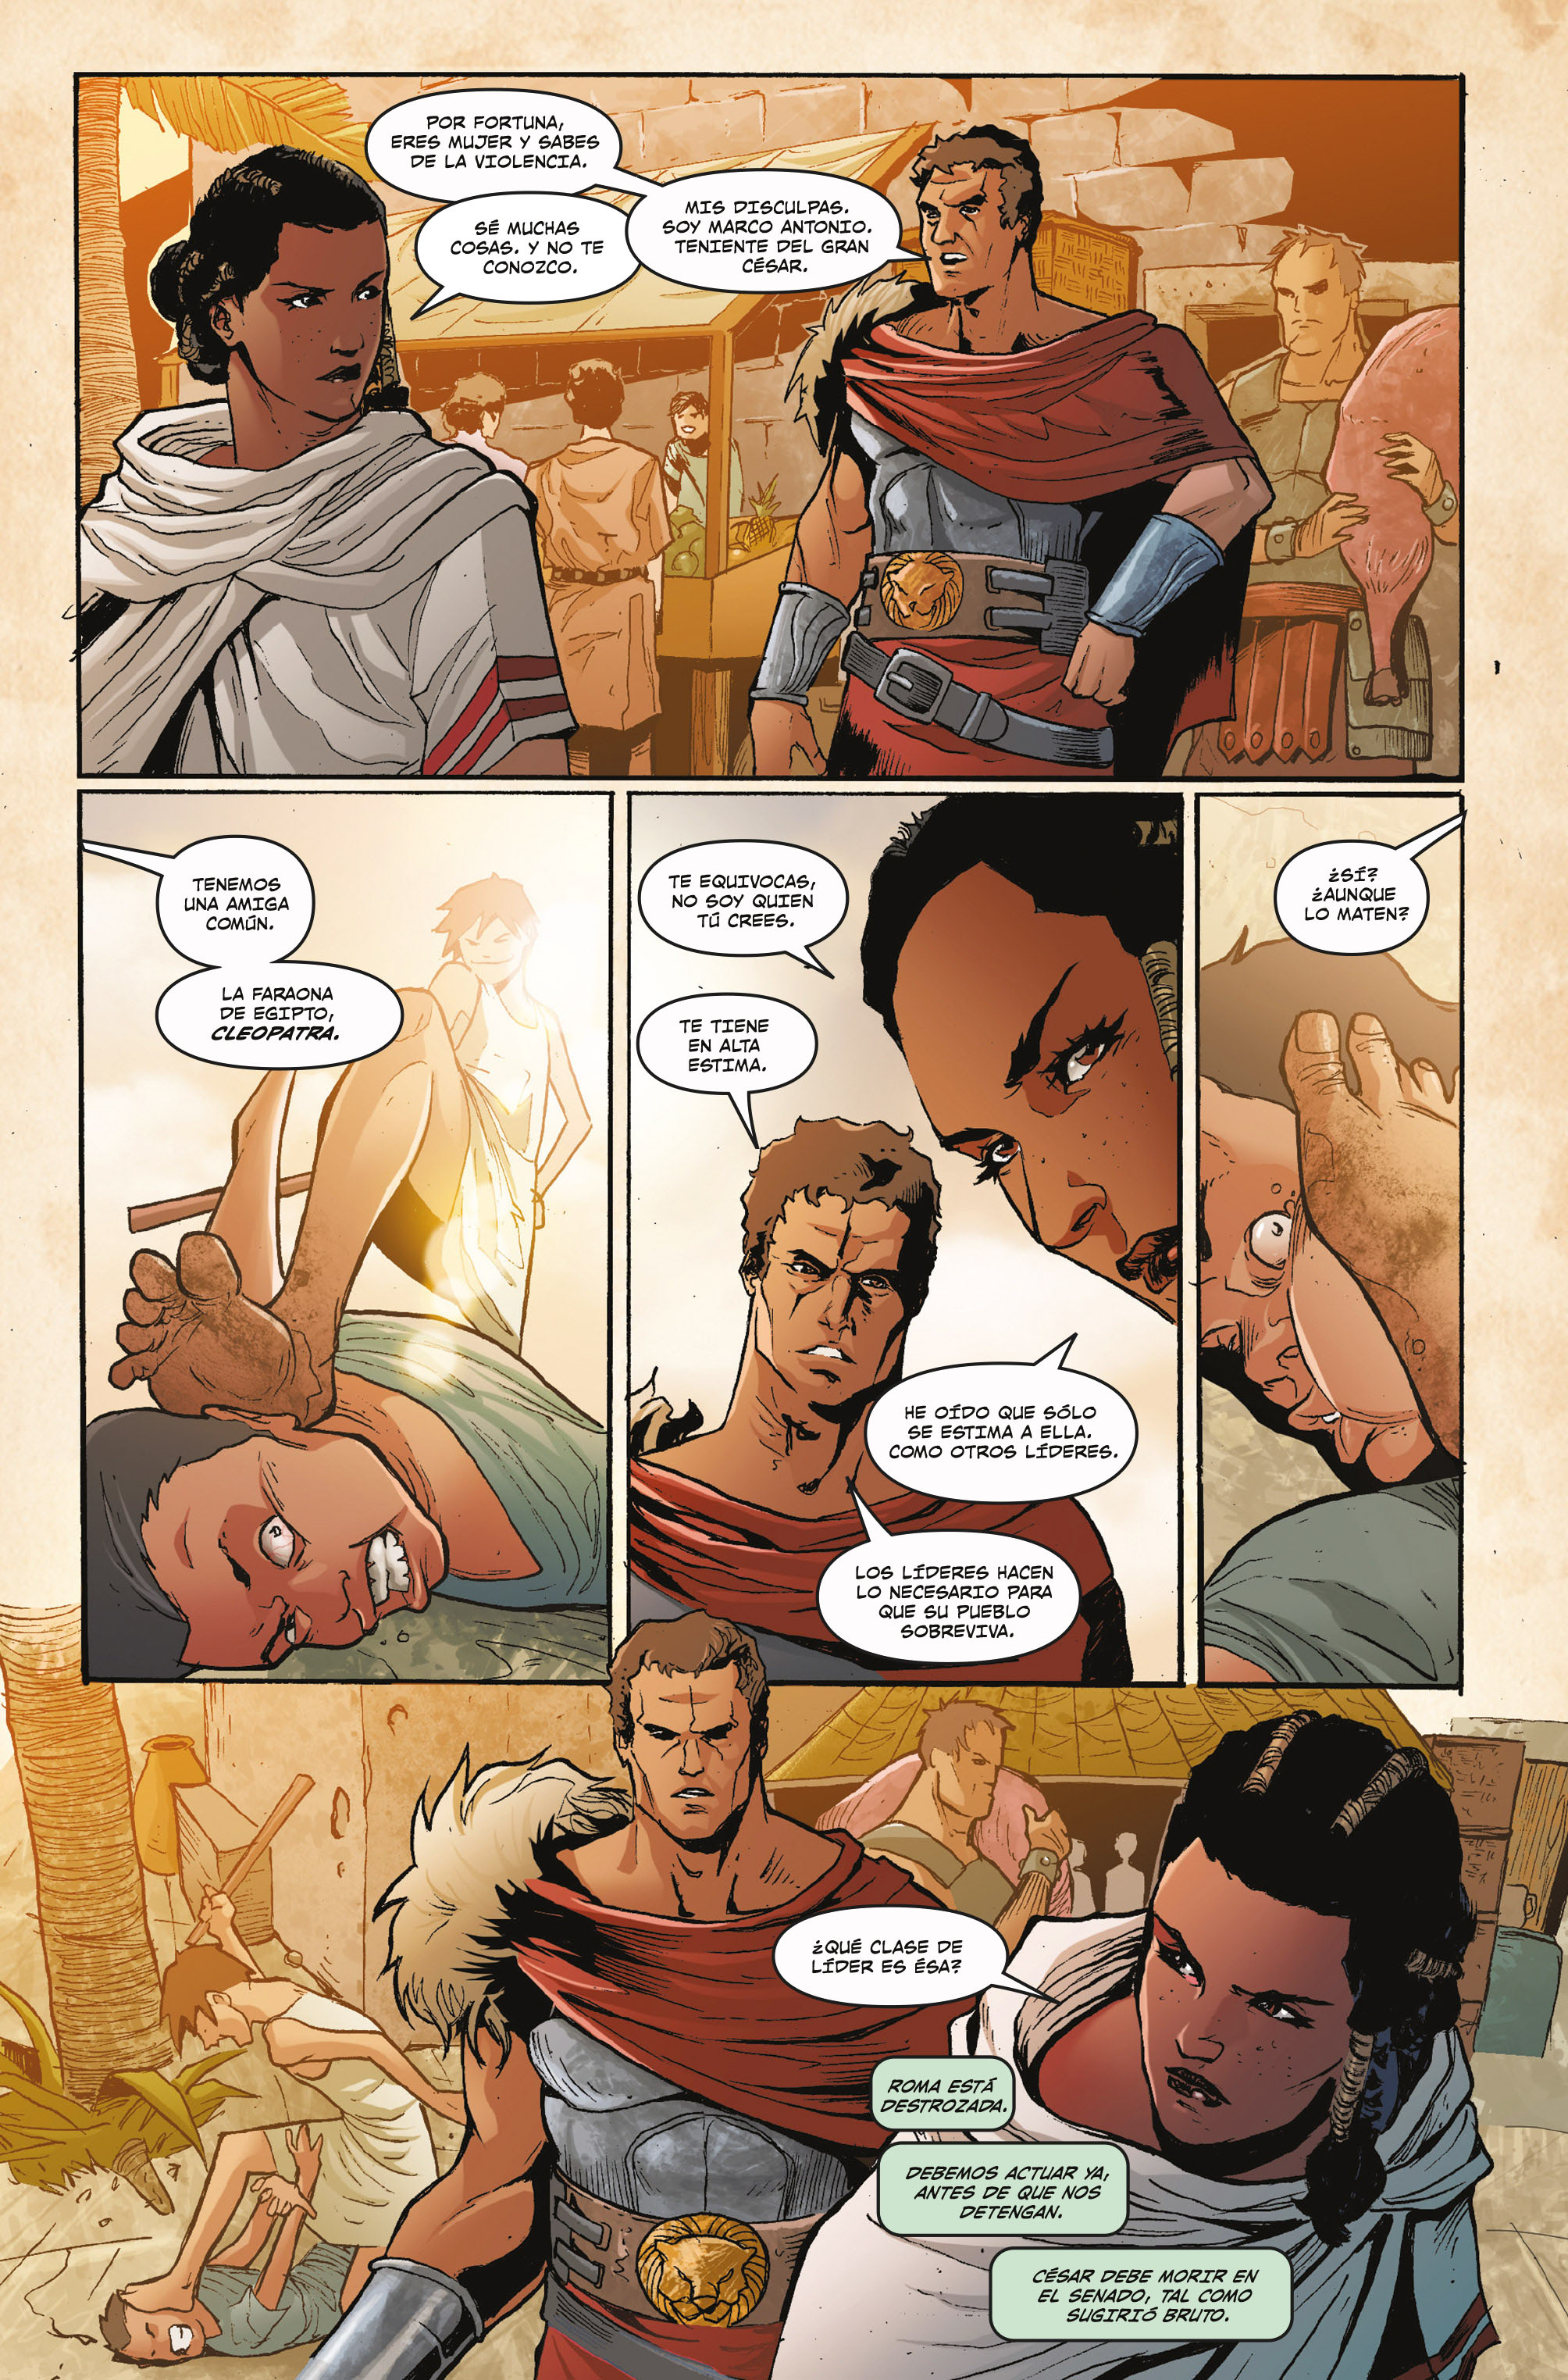 POR FORTUNA,
ERES MUJER Y SABES
DE LA VIOLENCIA.
SÉ MUCHAS
COSAS. Y NO TE
CONOZCO.
MIS DISCULPAS.
SOY MARCO ANTONIO.
TENIENTE DEL GRAN
CÉSAR.
TENEMOS
UNA AMIGA
COMÚN.
LA FARAONA
DE EGIPTO,
CLEOPATRA.
TE EQUIVOCAS,
NO SOY QUIEN
TÚ CREES.
TE TIENE
EN ALTA
ESTIMA.
HE OÍDO QUE SÓLO
SE ESTIMA A ELLA.
COMO OTROS LÍDERES.
LOS LÍDERES HACEN
LO NECESARIO PARA
QUE SU PUEBLO
SOBREVIVA.
¿SÍ?
¿AUNQUE
LO MATEN?
¿QUÉ CLASE DE
LÍDER ES ÉSA?
ROMA ESTÁ
DESTROZADA.
DEBEMOS ACTUAR YA,
ANTES DE QUE NOS
DETENGAN.
CÉSAR DEBE MORIR EN
EL SENADO, TAL COMO
SUGIRIÓ BRUTO.